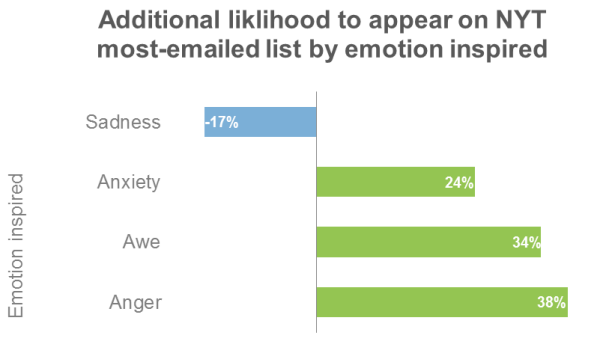 Additional liklihood to appear on NYT
most-emailed list by emotion inspired
Sadness
-17%
Anxiety
24%
Awe
34%
Anger
38%
Emotion inspired